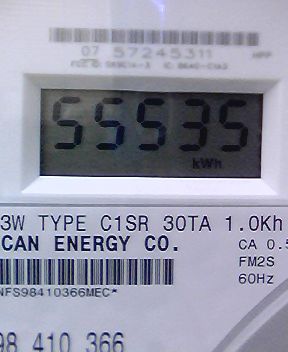 07 57245311
55535
kWh
3W TYPE C1SR 30TA 1.0Kh
CAN ENERGY CO.
CA 0.5
FM2S
60Hz
NFS98410366MEC*
98 410 366